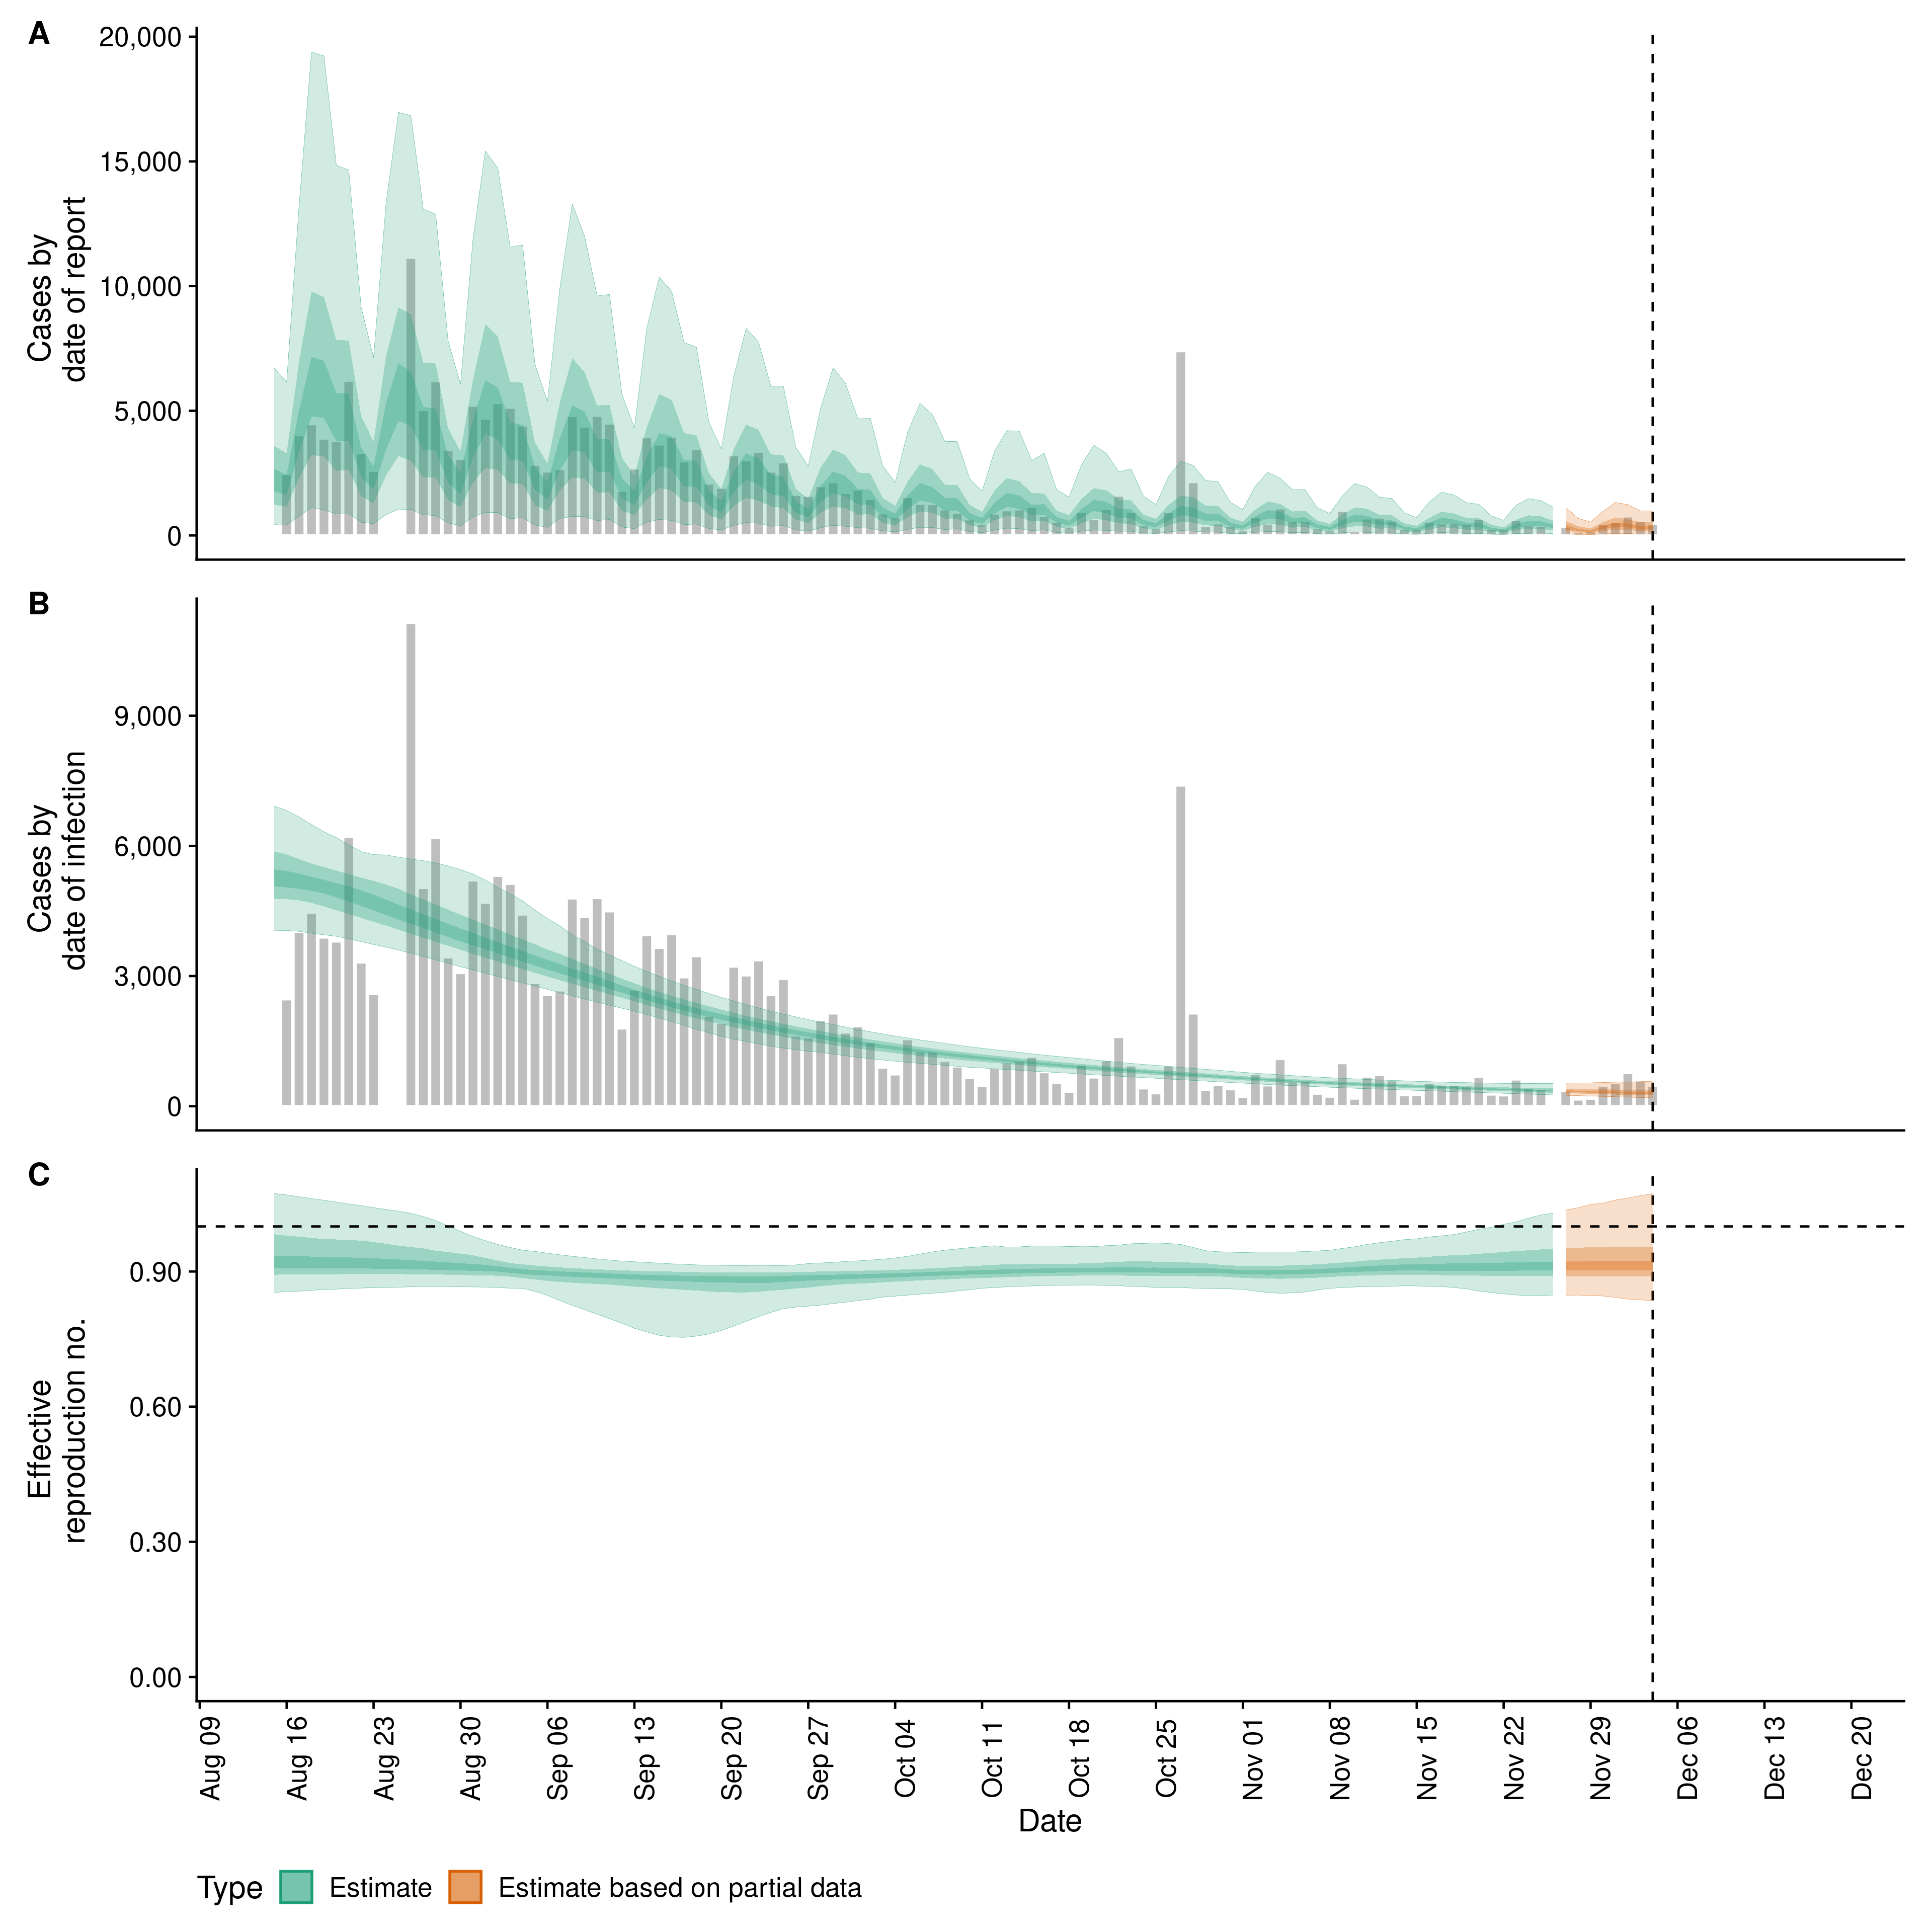 A
20,000
15,000
10,000
5,000
0
Cases by
date of report
B
9,000
6,000
3,000
0
Cases by
date of infection
C
0.90
0.60
0.30
0.00
Effective
reproduction no.
Aug 09
Aug 16
Aug 23
Aug 30
Sep 06
Sep 13
Sep 20
Sep 27
Oct 04
Oct 11
Oct 18
Oct 25
Nov 01
Nov 08
Nov 15
Nov 22
Nov 29
Dec 06
Dec 13
Dec 20
Date
Type Estimate Estimate based on partial data